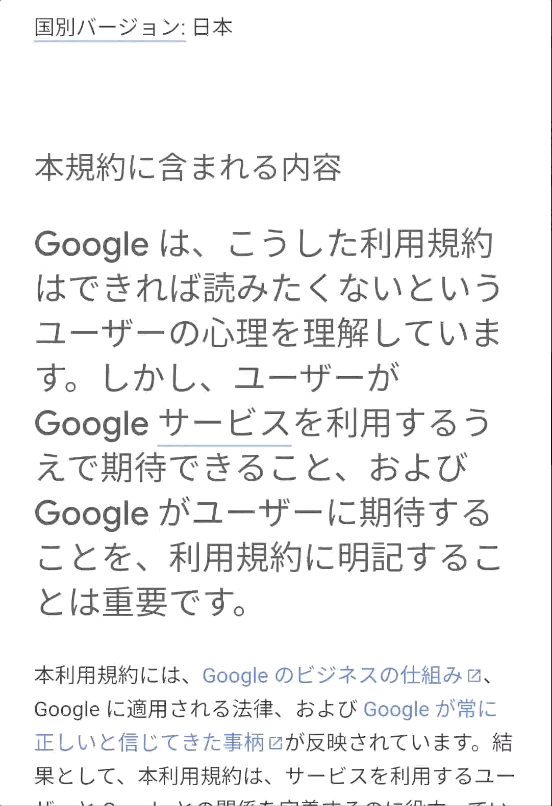 国別バージョン: 日本
本規約に含まれる内容
Google は、こうした利用規約
はできれば読みたくないという
ユーザーの心理を理解していま
す。しかし、ユーザーが
Google サービスを利用するう
えで期待できること、および
Google がユーザーに期待する
ことを、利用規約に明記するこ
とは重要です。
本利用規約には、Google のビジネスの仕組み、
Google に適用される法律、および Google が常に
正しいと信じてきた事柄が反映されています。結
果として、本利用規約は、サービスを利用するユー